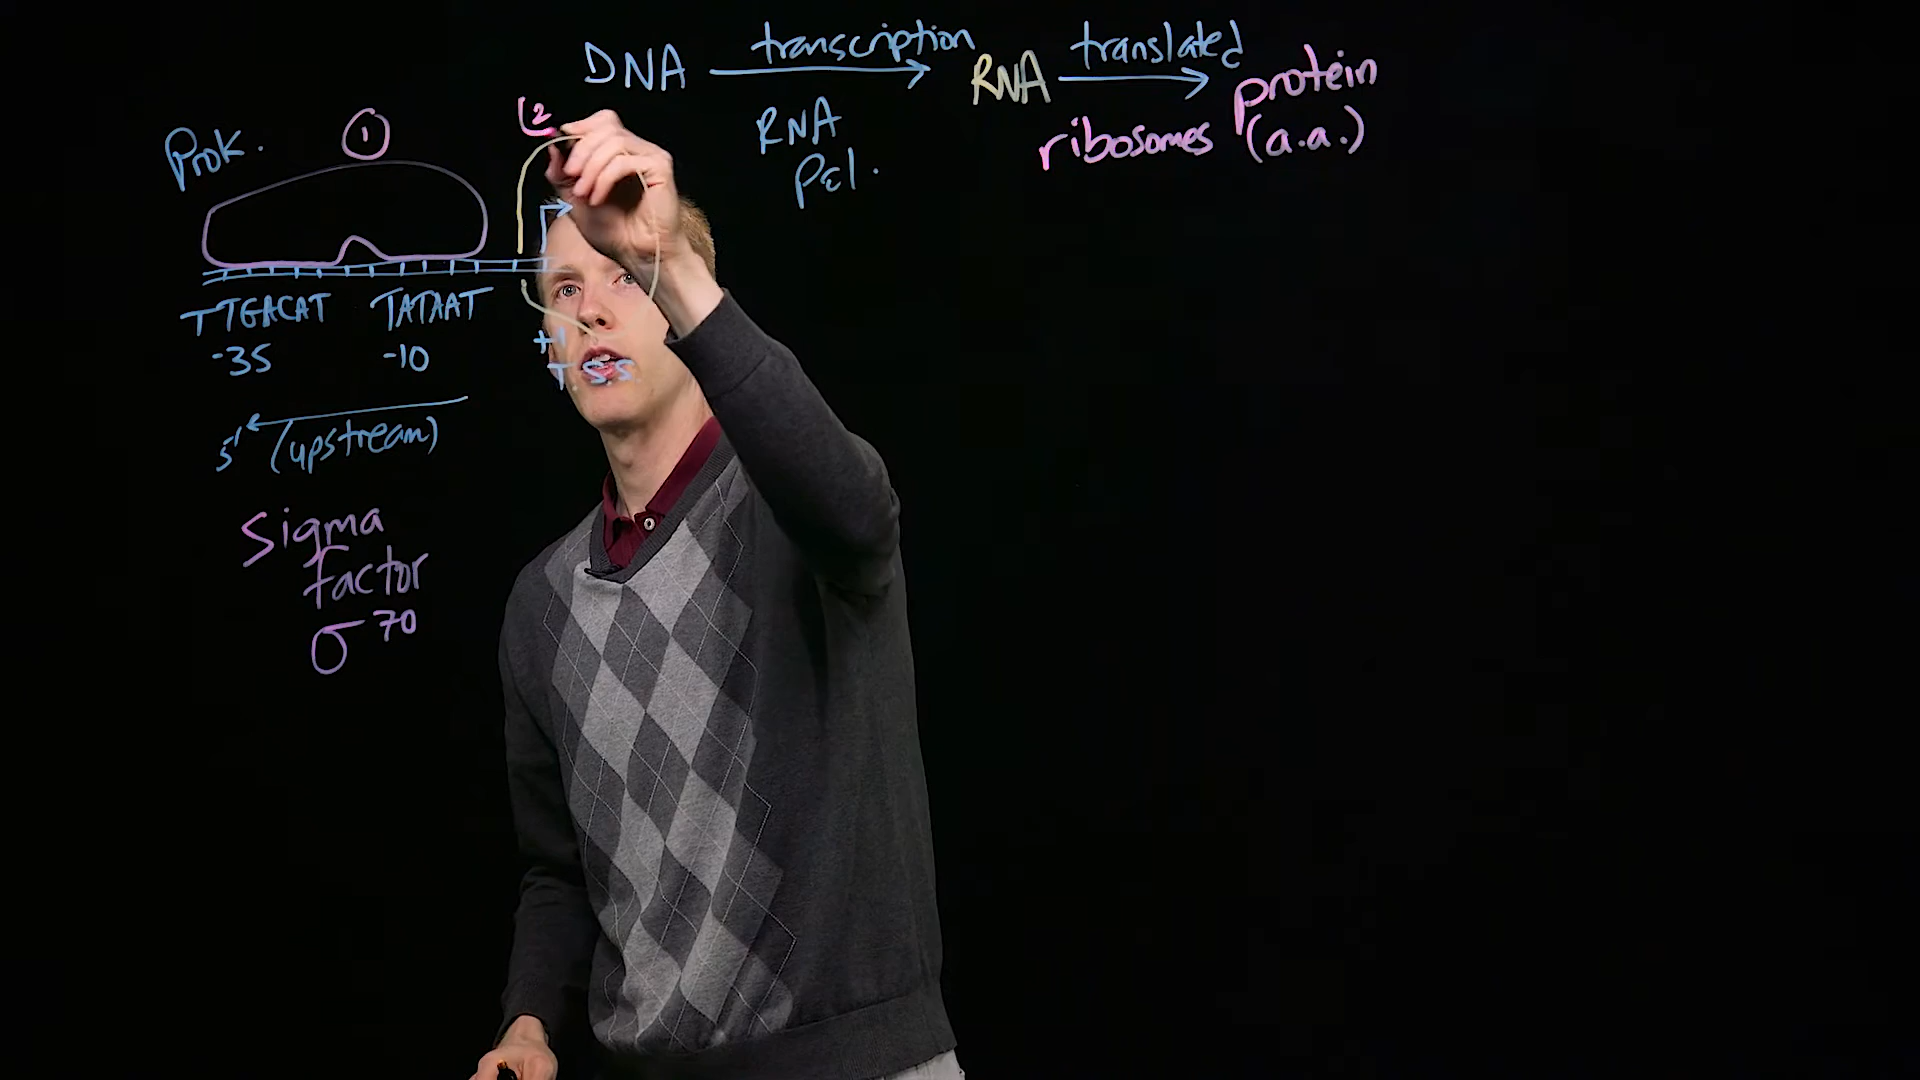 DNA transcription RNA translated protein
RNA Pol. ribosomes (a.a.)
Prok. 1 2
TTGACAT TATAAT
-35 -10 +1
T.S.S
5' (upstream)
Sigma
factor
σ70